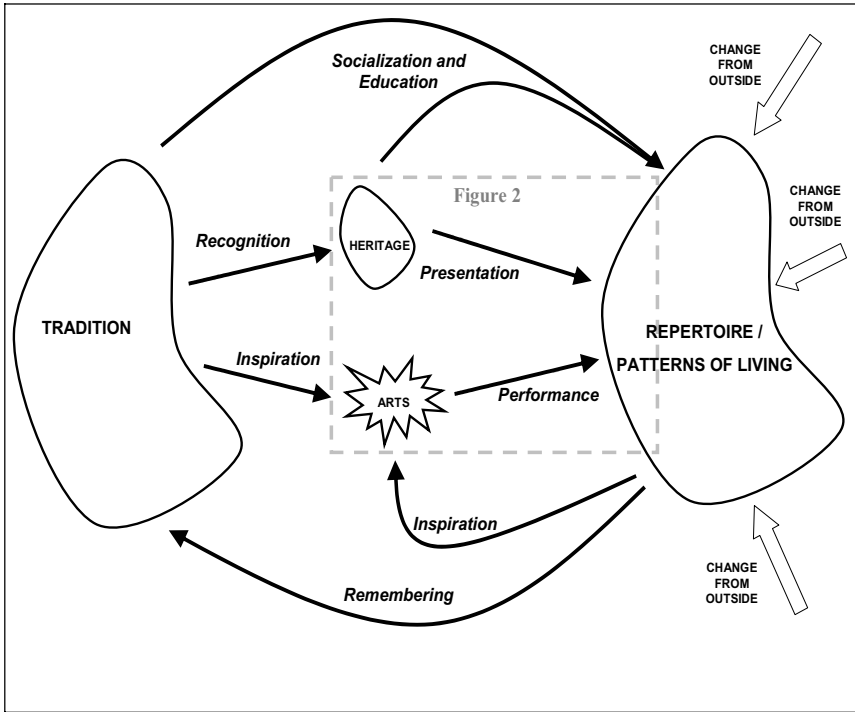 Socialization and
Education
CHANGE
FROM
OUTSIDE
Figure 2
CHANGE
FROM
OUTSIDE
Recognition
HERITAGE
Presentation
TRADITION
REPERTOIRE /
PATTERNS OF LIVING
Inspiration
ARTS
Performance
Inspiration
CHANGE
FROM
OUTSIDE
Remembering